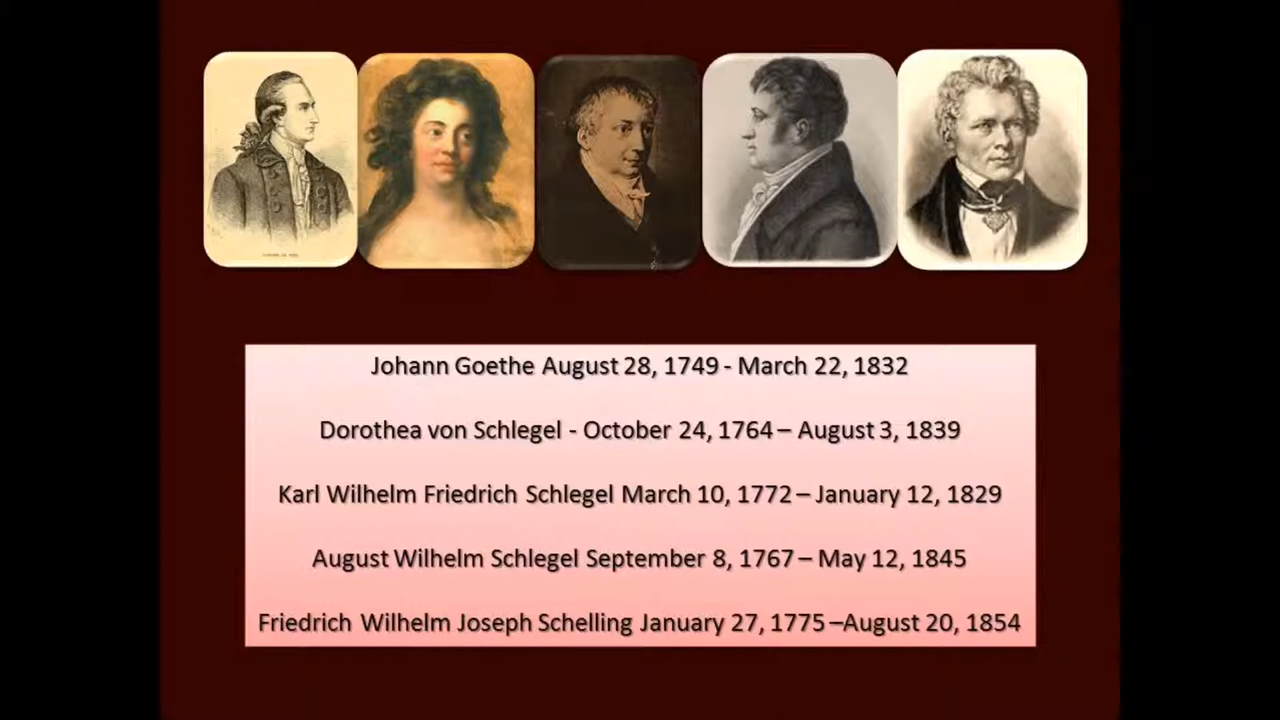 Johann Goethe August 28, 1749 - March 22, 1832
Dorothea von Schlegel - October 24, 1764 – August 3, 1839
Karl Wilhelm Friedrich Schlegel March 10, 1772 – January 12, 1829
August Wilhelm Schlegel September 8, 1767 – May 12, 1845
Friedrich Wilhelm Joseph Schelling January 27, 1775 –August 20, 1854